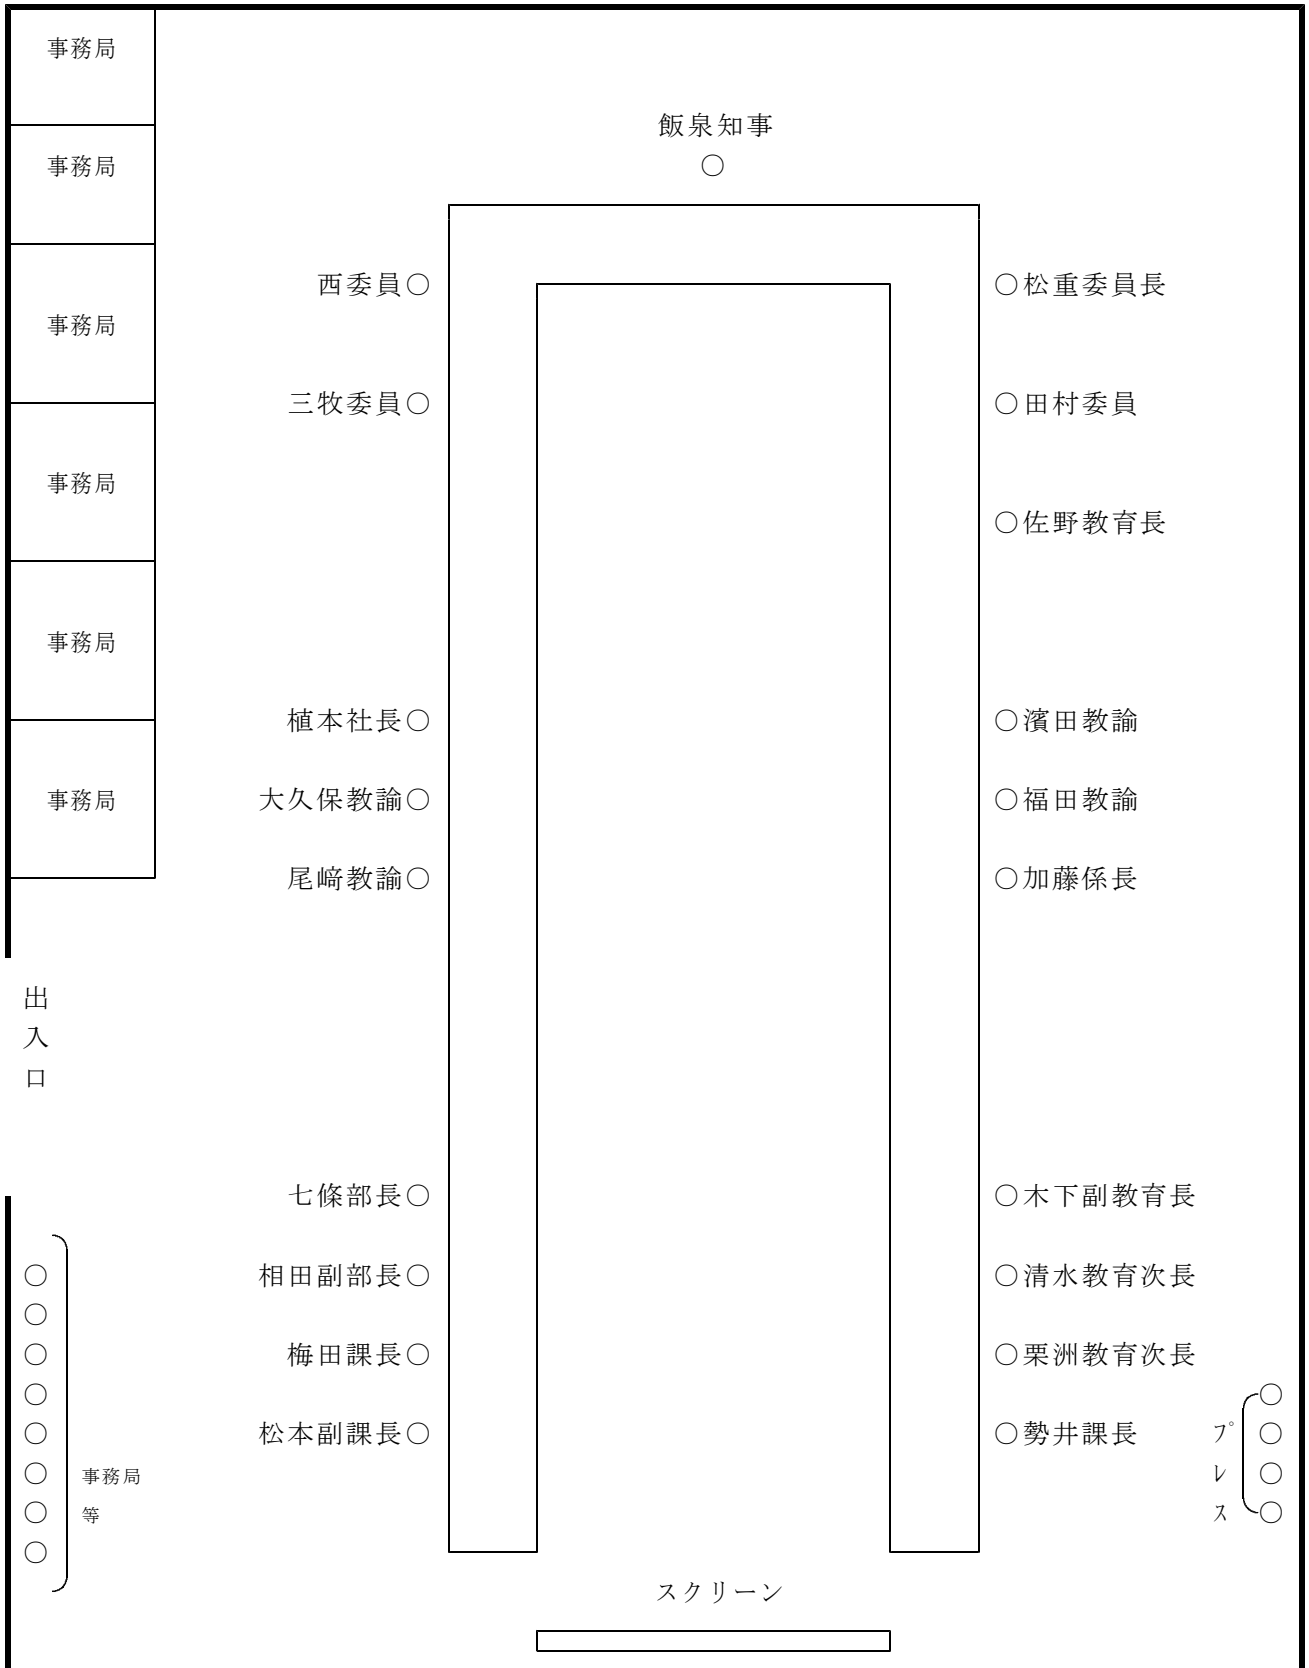 事務局
飯泉知事
○
事務局
西委員○
○松重委員長
事務局
三牧委員○
○田村委員
事務局
○佐野教育長
事務局
植本社長○
○濱田教諭
事務局
大久保教諭○
○福田教諭
尾﨑教諭○
○加藤係長
出入口
七條部長○
○木下副教育長
相田副部長○
○清水教育次長
梅田課長○
○栗洲教育次長
松本副課長○
○勢井課長
プレス
事務局
等
スクリーン